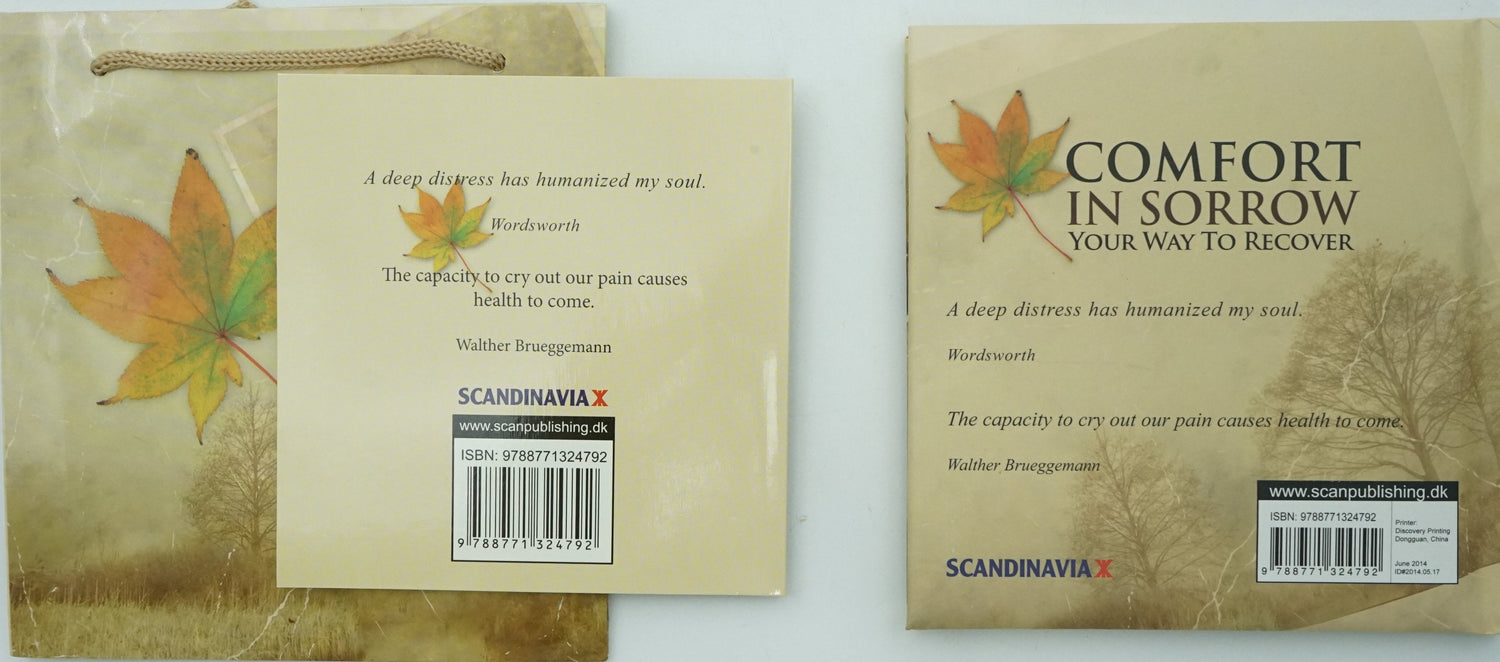 A deep distress has humanized my soul.
Wordsworth
The capacity to cry out our pain causes
health to come.
Walther Brueggemann
SCANDINAVIA
www.scanpublishing.dk
ISBN: 9788771324792
9 788771 324792
COMFORT
IN SORROW
YOUR WAY TO RECOVER
A deep distress has humanized my soul.
Wordsworth
The capacity to cry out our pain causes health to come.
Walther Brueggemann
SCANDINAVIA
www.scanpublishing.dk
ISBN: 9788771324792
9 788771 324792
Printer:
Discovery Printing
Dongguan, China
June 2014
ID#2014.05.17